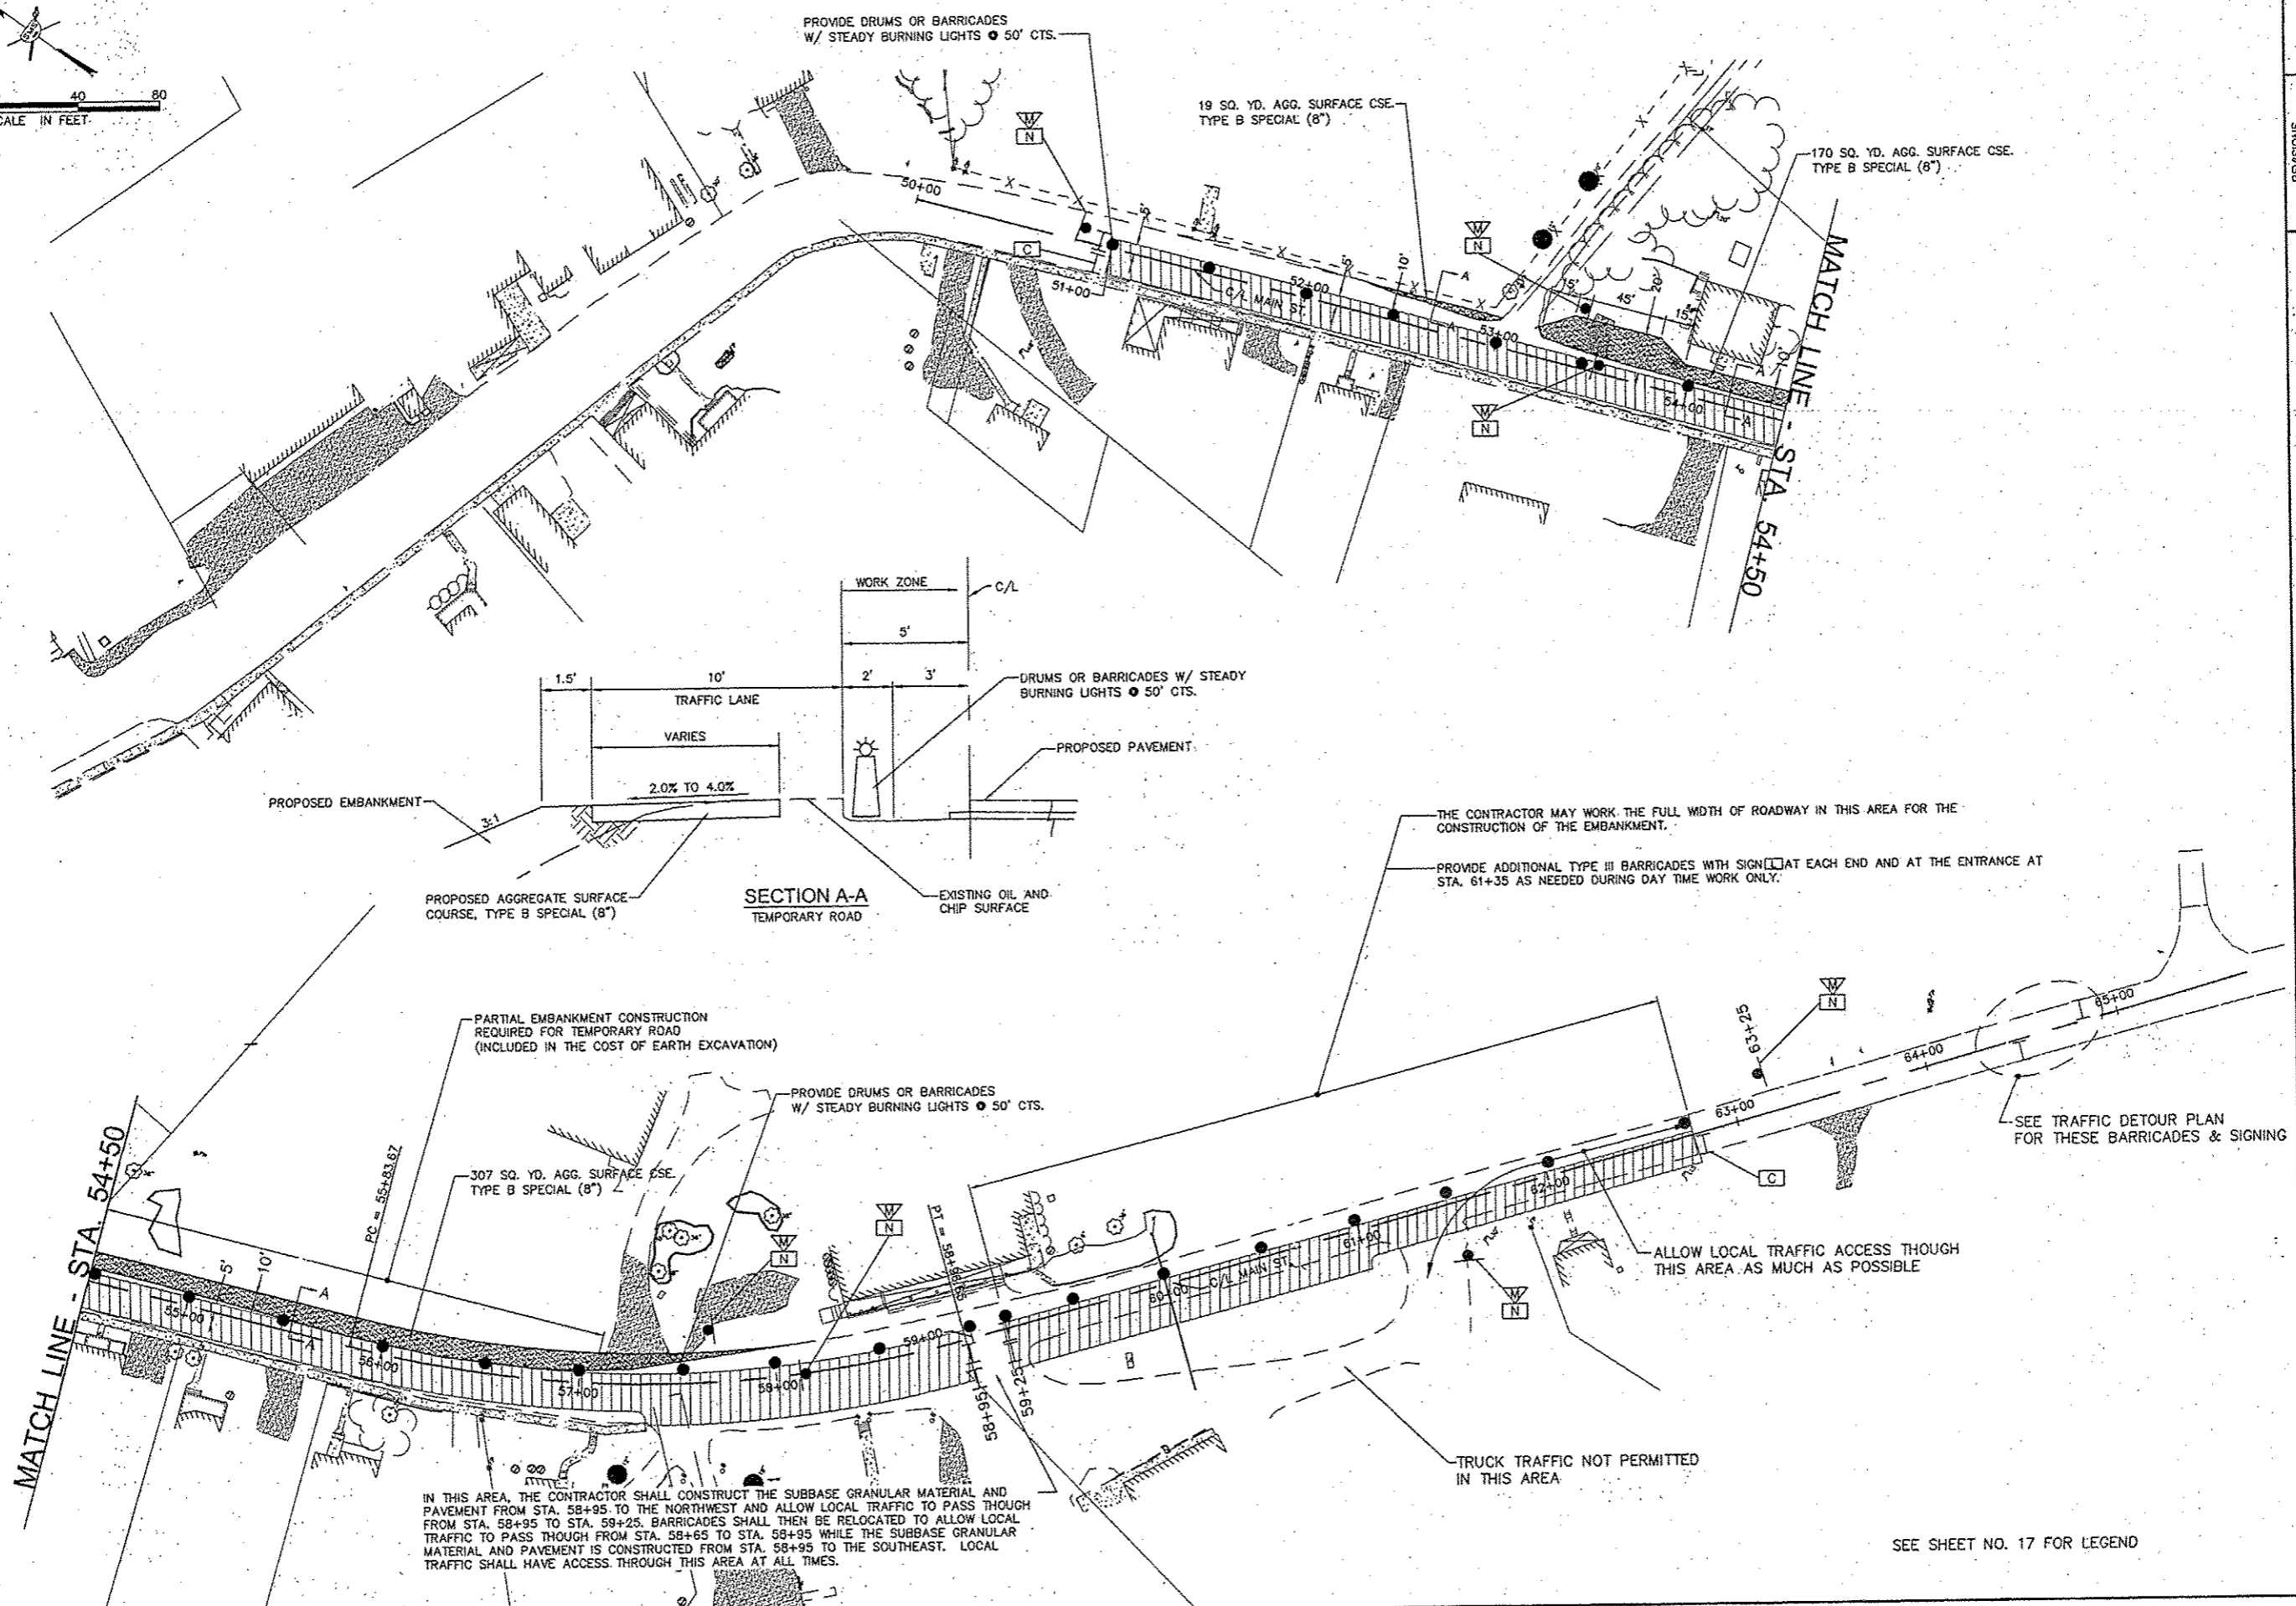 40 80
SCALE IN FEET
PROVIDE DRUMS OR BARRICADES
W/ STEADY BURNING LIGHTS @ 50' CTS.
M
N
19 SQ. YD. AGG. SURFACE CSE.
TYPE B SPECIAL (8")
M
N
170 SQ. YD. AGG. SURFACE CSE.
TYPE B SPECIAL (8")
50+00
C
51+00
5'
C/L MAIN ST.
52+00
5'
10'
A
A
53+00
15'
45'
20'
15'
10'
M
N
54+00
A
MATCH LINE - STA. 54+50
WORK ZONE
C/L
5'
1.5'
10'
2'
3'
TRAFFIC LANE
DRUMS OR BARRICADES W/ STEADY
BURNING LIGHTS @ 50' CTS.
VARIES
PROPOSED PAVEMENT
2.0% TO 4.0%
PROPOSED EMBANKMENT
3:1
PROPOSED AGGREGATE SURFACE
COURSE, TYPE B SPECIAL (8")
SECTION A-A
TEMPORARY ROAD
EXISTING OIL AND
CHIP SURFACE
THE CONTRACTOR MAY WORK THE FULL WIDTH OF ROADWAY IN THIS AREA FOR THE
CONSTRUCTION OF THE EMBANKMENT.
PROVIDE ADDITIONAL TYPE III BARRICADES WITH SIGN L AT EACH END AND AT THE ENTRANCE AT
STA. 61+35 AS NEEDED DURING DAY TIME WORK ONLY.
PARTIAL EMBANKMENT CONSTRUCTION
REQUIRED FOR TEMPORARY ROAD
(INCLUDED IN THE COST OF EARTH EXCAVATION)
PROVIDE DRUMS OR BARRICADES
W/ STEADY BURNING LIGHTS @ 50' CTS.
307 SQ. YD. AGG. SURFACE CSE.
TYPE B SPECIAL (8")
MATCH LINE - STA. 54+50
PC = 55+83.67
5'
10'
A
A
55+00
56+00
57+00
58+00
59+00
M
N
M
N
58+95
59+25
60+00
C/L MAIN ST.
61+00
62+00
63+00
63+25
M
N
64+00
65+00
C
M
N
SEE TRAFFIC DETOUR PLAN
FOR THESE BARRICADES & SIGNING
ALLOW LOCAL TRAFFIC ACCESS THOUGH
THIS AREA AS MUCH AS POSSIBLE
TRUCK TRAFFIC NOT PERMITTED
IN THIS AREA
IN THIS AREA, THE CONTRACTOR SHALL CONSTRUCT THE SUBBASE GRANULAR MATERIAL AND
PAVEMENT FROM STA. 58+95 TO THE NORTHWEST AND ALLOW LOCAL TRAFFIC TO PASS THOUGH
FROM STA. 58+95 TO STA. 59+25. BARRICADES SHALL THEN BE RELOCATED TO ALLOW LOCAL
TRAFFIC TO PASS THOUGH FROM STA. 58+65 TO STA. 58+95 WHILE THE SUBBASE GRANULAR
MATERIAL AND PAVEMENT IS CONSTRUCTED FROM STA. 58+95 TO THE SOUTHEAST. LOCAL
TRAFFIC SHALL HAVE ACCESS THROUGH THIS AREA AT ALL TIMES.
SEE SHEET NO. 17 FOR LEGEND